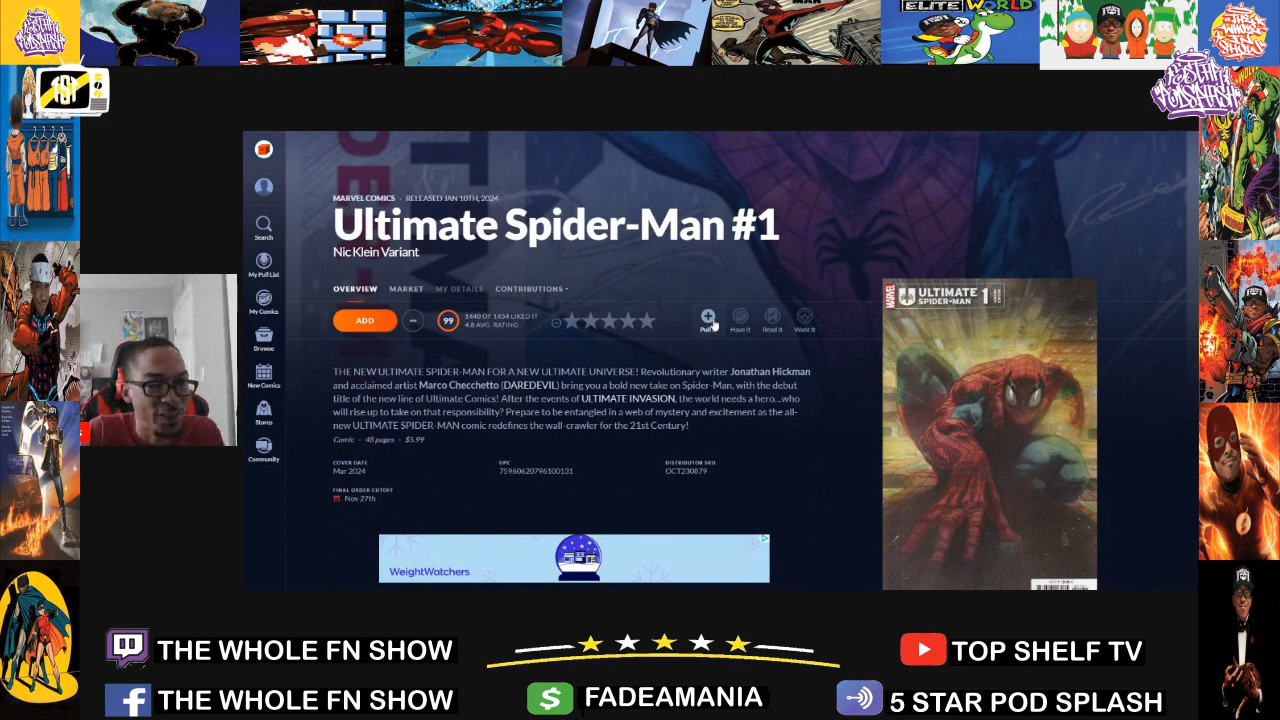 ELITE WORLD
TST
MARVEL COMICS · RELEASED JAN 10TH, 2024
Ultimate Spider-Man #1
Nic Klein Variant
Search
My Pull List
My Comics
Browse
New Comics
Stores
Community
OVERVIEW MARKET MY DETAILS CONTRIBUTIONS
ADD
99
1440 OF 1454 LIKED IT
4.8 AVG. RATING
Pull
Have It
Read It
Want It
MARVEL
ULTIMATE
SPIDER-MAN 1
THE NEW ULTIMATE SPIDER-MAN FOR A NEW ULTIMATE UNIVERSE! Revolutionary writer Jonathan Hickman
and acclaimed artist Marco Checchetto (DAREDEVIL) bring you a bold new take on Spider-Man, with the debut
title of the new line of Ultimate Comics! After the events of ULTIMATE INVASION, the world needs a hero...who
will rise up to take on that responsibility? Prepare to be entangled in a web of mystery and excitement as the all-
new ULTIMATE SPIDER-MAN comic redefines the wall-crawler for the 21st Century!
Comic · 48 pages · $5.99
COVER DATE
Mar 2024
UPC
75960620796100131
DISTRIBUTOR SKU
OCT230879
FINAL ORDER CUTOFF
Nov 27th
WeightWatchers
THE WHOLE FN SHOW
TOP SHELF TV
THE WHOLE FN SHOW
FADEAMANIA
5 STAR POD SPLASH